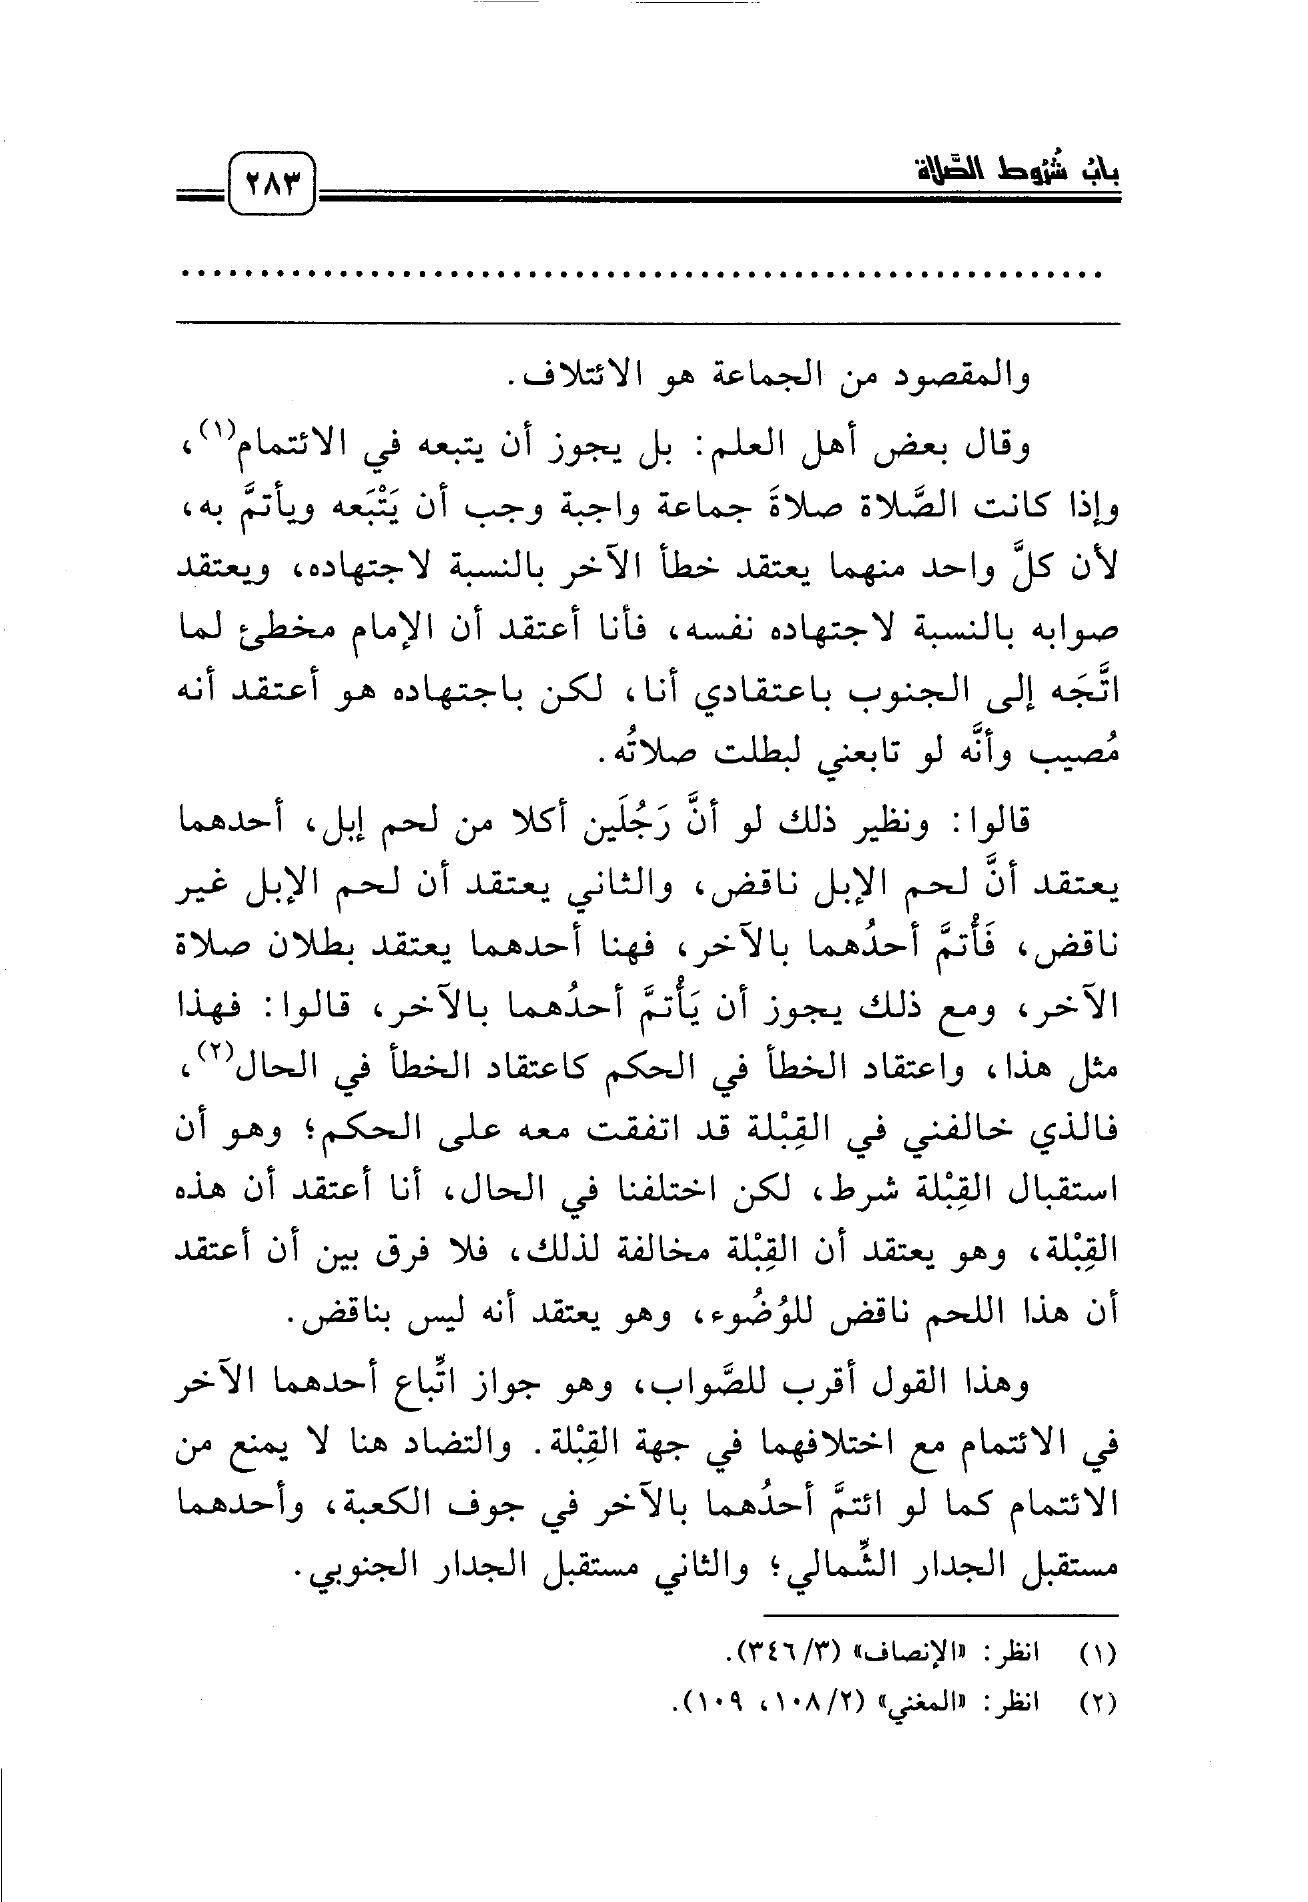 بابُ شُرُوط الصَّلاة
٢٨٣
والمقصود من الجماعة هو الائتلاف.
وقال بعض أهل العلم: بل يجوز أن يتبعه في الائتمام(١)،
وإذا كانت الصَّلاة صلاةَ جماعة واجبة وجب أن يَتْبَعه ويأتمَّ به،
لأن كلَّ واحد منهما يعتقد خطأ الآخر بالنسبة لاجتهاده، ويعتقد
صوابه بالنسبة لاجتهاده نفسه، فأنا أعتقد أن الإمام مخطئ لما
اتَّجَه إلى الجنوب باعتقادي أنا، لكن باجتهاده هو أعتقد أنه
مُصيب وأنَّه لو تابعني لبطلت صلاتُه.
قالوا: ونظير ذلك لو أنَّ رَجُلَين أكلا من لحم إبل، أحدهما
يعتقد أنَّ لحم الإبل ناقض، والثاني يعتقد أن لحم الإبل غير
ناقض، فَأْتمَّ أحدُهما بالآخر، فهنا أحدهما يعتقد بطلان صلاة
الآخر، ومع ذلك يجوز أن يَأْتمَّ أحدُهما بالآخر، قالوا: فهذا
مثل هذا، واعتقاد الخطأ في الحكم كاعتقاد الخطأ في الحال(٢)،
فالذي خالفني في القِبْلة قد اتفقت معه على الحكم؛ وهو أن
استقبال القِبْلة شرط، لكن اختلفنا في الحال، أنا أعتقد أن هذه
القِبْلة، وهو يعتقد أن القِبْلة مخالفة لذلك، فلا فرق بين أن أعتقد
أن هذا اللحم ناقض للوُضُوء، وهو يعتقد أنه ليس بناقض.
وهذا القول أقرب للصَّواب، وهو جواز اتِّباع أحدهما الآخر
في الائتمام مع اختلافهما في جهة القِبْلة. والتضاد هنا لا يمنع من
الائتمام كما لو ائتمَّ أحدُهما بالآخر في جوف الكعبة، وأحدهما
مستقبل الجدار الشِّمالي؛ والثاني مستقبل الجدار الجنوبي.
(١) انظر: «الإنصاف» (٣/ ٣٤٦).
(٢) انظر: «المغني» (٢/ ١٠٨، ١٠٩).